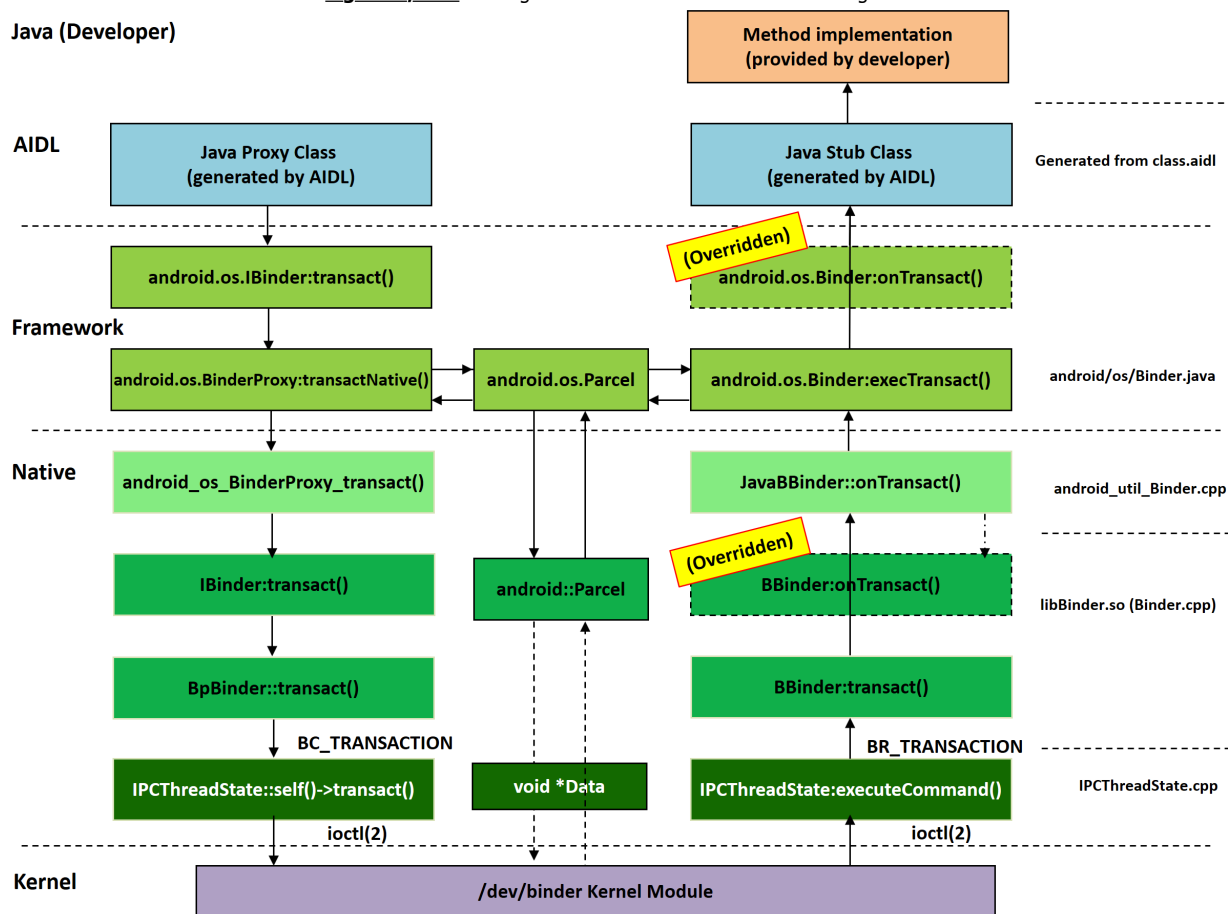 Java (Developer)
Method implementation
(provided by developer)
AIDL
Java Proxy Class
(generated by AIDL)
Java Stub Class
(generated by AIDL)
Generated from class.aidl
(Overridden)
android.os.IBinder:transact()
android.os.Binder:onTransact()
Framework
android.os.BinderProxy:transactNative()
android.os.Parcel
android.os.Binder:execTransact()
android/os/Binder.java
Native
android_os_BinderProxy_transact()
JavaBBinder::onTransact()
android_util_Binder.cpp
(Overridden)
IBinder:transact()
android::Parcel
BBinder:onTransact()
libBinder.so (Binder.cpp)
BpBinder::transact()
BBinder:transact()
BC_TRANSACTION
BR_TRANSACTION
IPCThreadState::self()->transact()
void *Data
IPCThreadState:executeCommand()
IPCThreadState.cpp
ioctl(2)
ioctl(2)
Kernel
/dev/binder Kernel Module